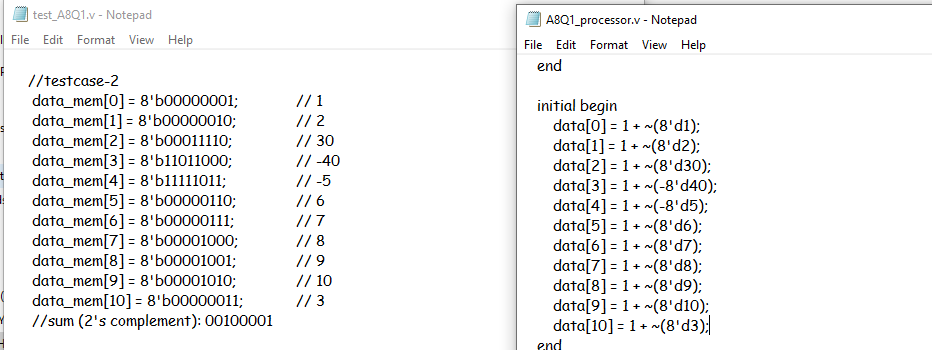 test_A8Q1.v - Notepad
File Edit Format View Help
//testcase-2
data_mem[0] = 8'b00000001; // 1
data_mem[1] = 8'b00000010; // 2
data_mem[2] = 8'b00011110; // 30
data_mem[3] = 8'b11011000; // -40
data_mem[4] = 8'b11111011; // -5
data_mem[5] = 8'b00000110; // 6
data_mem[6] = 8'b00000111; // 7
data_mem[7] = 8'b00001000; // 8
data_mem[8] = 8'b00001001; // 9
data_mem[9] = 8'b00001010; // 10
data_mem[10] = 8'b00000011; // 3
//sum (2's complement): 00100001
A8Q1_processor.v - Notepad
File Edit Format View Help
end
initial begin
data[0] = 1 + ~(8'd1);
data[1] = 1 + ~(8'd2);
data[2] = 1 + ~(8'd30);
data[3] = 1 + ~(-8'd40);
data[4] = 1 + ~(-8'd5);
data[5] = 1 + ~(8'd6);
data[6] = 1 + ~(8'd7);
data[7] = 1 + ~(8'd8);
data[8] = 1 + ~(8'd9);
data[9] = 1 + ~(8'd10);
data[10] = 1 + ~(8'd3);
end